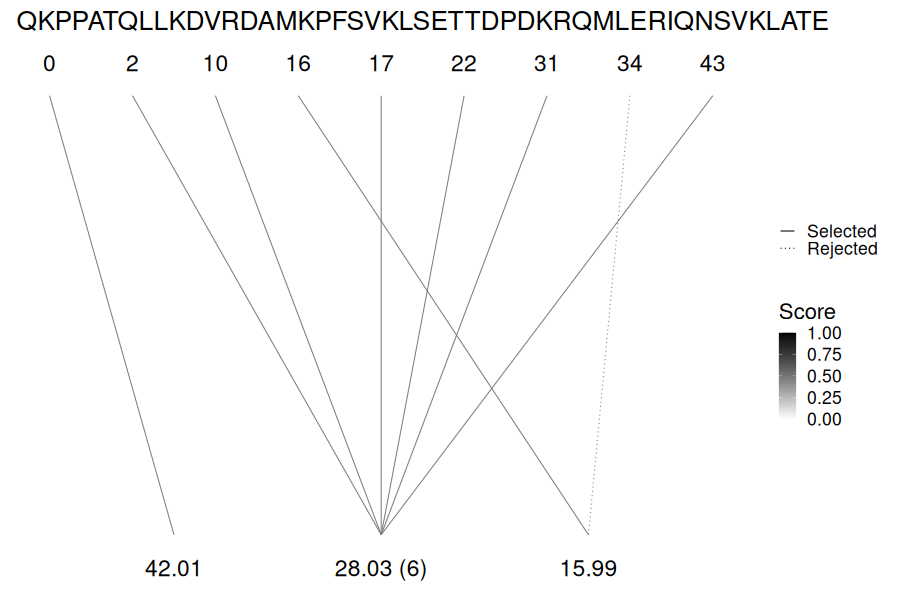 QKPPATQLLKDVRDAMKPFSVKLSETTDPDKRQMLERIQNSVKLATE
0 2 10 16 17 22 31 34 43
Selected
Rejected
Score
1.00
0.75
0.50
0.25
0.00
42.01 28.03 (6) 15.99